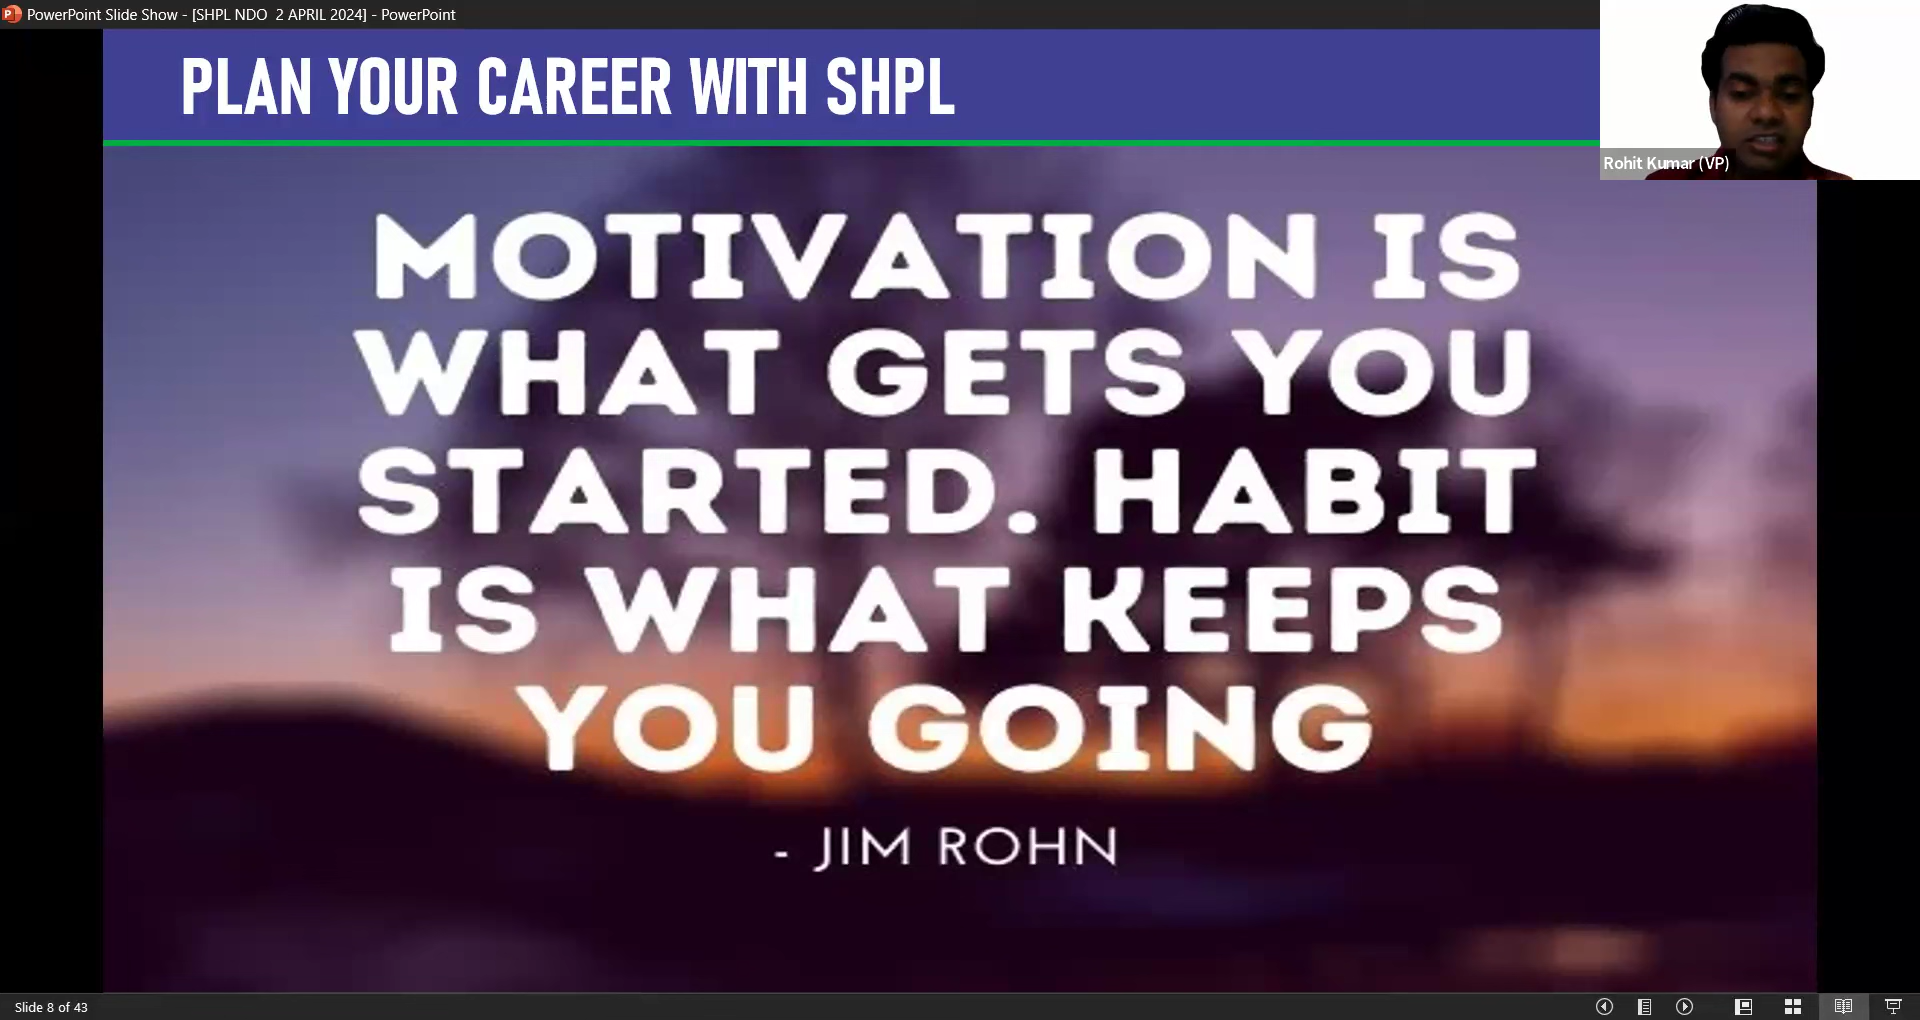 PowerPoint Slide Show - [SHPL NDO  2 APRIL 2024] - PowerPoint
PLAN YOUR CAREER WITH SHPL
Rohit Kumar (VP)
MOTIVATION IS
WHAT GETS YOU
STARTED. HABIT
IS WHAT KEEPS
YOU GOING
- JIM ROHN
Slide 8 of 43